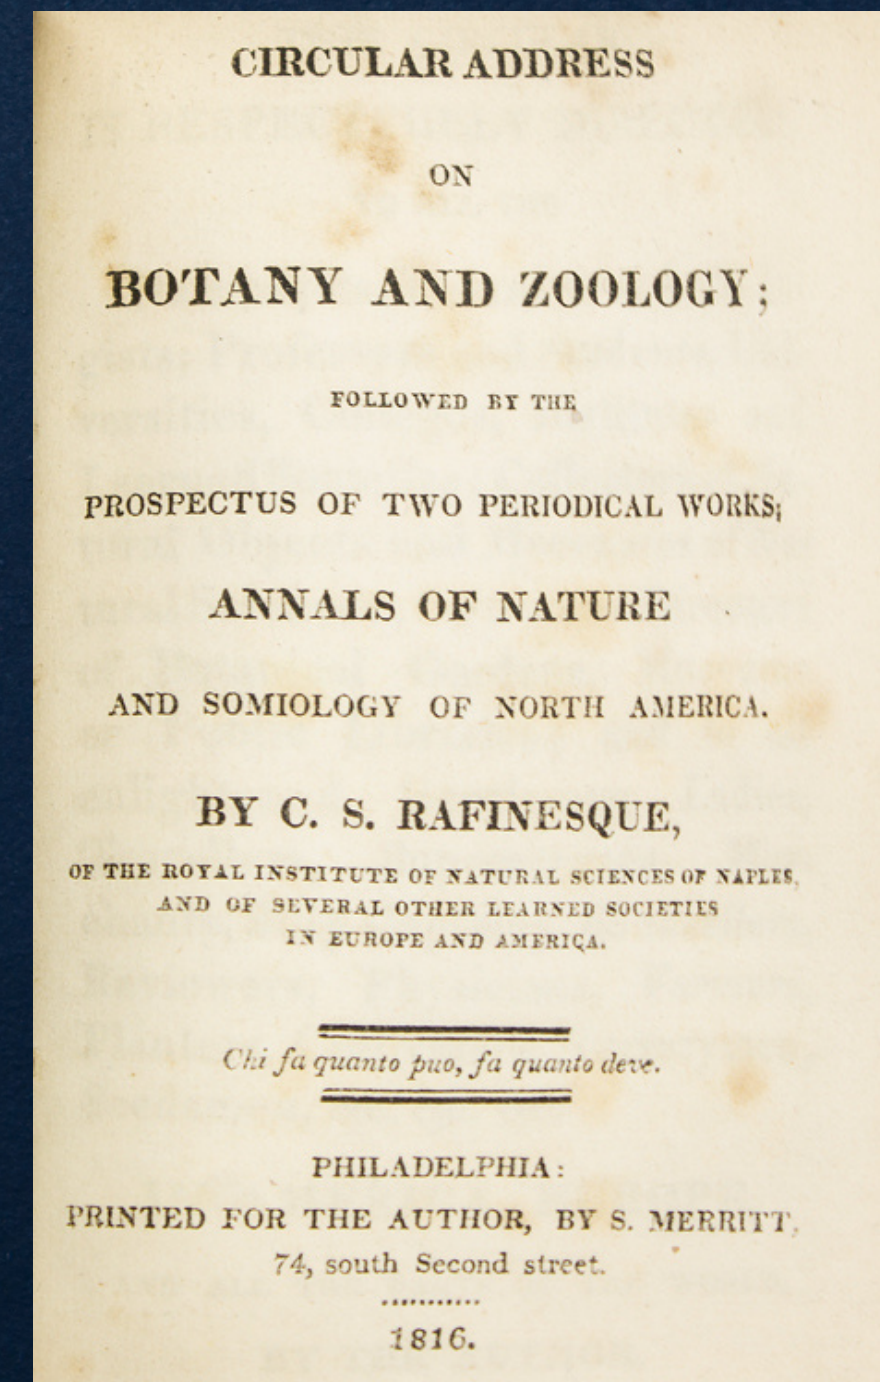 CIRCULAR ADDRESS
ON
BOTANY AND ZOOLOGY;
FOLLOWED BY THE
PROSPECTUS OF TWO PERIODICAL WORKS;
ANNALS OF NATURE
AND SOMIOLOGY OF NORTH AMERICA.
BY C. S. RAFINESQUE,
OF THE ROYAL INSTITUTE OF NATURAL SCIENCES OF NAPLES,
AND OF SEVERAL OTHER LEARNED SOCIETIES
IN EUROPE AND AMERICA.
Chi fa quanto puo, fa quanto deve.
PHILADELPHIA:
PRINTED FOR THE AUTHOR, BY S. MERRITT.
74, south Second street.
...........
1816.